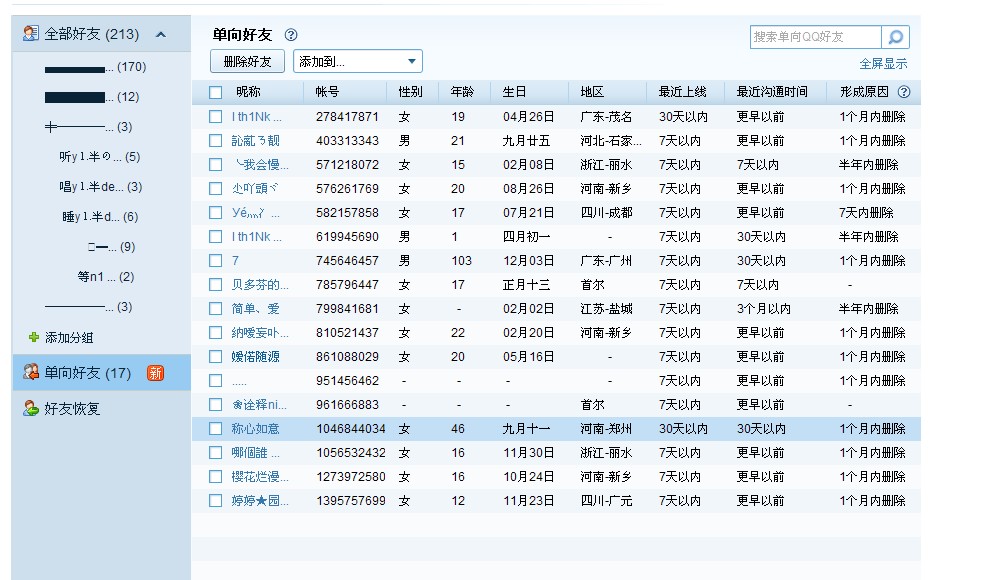 全部好友 (213)
... (170)
... (12)
... (3)
听y1.半の... (5)
唱y1.半de... (3)
睡y1.半d... (6)
... (9)
等n1 ... (2)
... (3)
添加分组
单向好友 (17) 新
好友恢复
单向好友
搜索单向QQ好友
删除好友 添加到...
全屏显示
昵称 帐号 性别 年龄 生日 地区 最近上线 最近沟通时间 形成原因
l th1Nk ... 278417871 女 19 04月26日 广东-茂名 30天以内 更早以前 1个月内删除
403313343 男 21 九月廿五 河北-石家... 7天以内 更早以前 1个月内删除
╰我会慢... 571218072 女 15 02月08日 浙江-丽水 7天以内 7天以内 半年内删除
尐吖頭ヾ 576261769 女 20 08月26日 河南-新乡 7天以内 更早以前 1个月内删除
582157858 女 17 07月21日 四川-成都 7天以内 更早以前 7天内删除
l th1Nk ... 619945690 男 1 四月初一 - 7天以内 30天以内 半年内删除
7 745646457 男 103 12月03日 广东-广州 7天以内 30天以内 1个月内删除
贝多芬的... 785796447 女 17 正月十三 首尔 7天以内 7天以内 -
简单、爱 799841681 女 - 02月02日 江苏-盐城 7天以内 3个月以内 半年内删除
纳嗳妄卟... 810521437 女 22 02月20日 河南-新乡 7天以内 更早以前 1个月内删除
嫒偌随源 861088029 女 20 05月16日 - 7天以内 更早以前 1个月内删除
..... 951456462 - - - - 7天以内 更早以前 1个月内删除
❀诠释ni... 961666883 - - - 首尔 7天以内 更早以前 -
称心如意 1046844034 女 46 九月十一 河南-郑州 30天以内 30天以内 1个月内删除
哪個誰 ... 1056532432 女 16 11月30日 浙江-丽水 7天以内 更早以前 1个月内删除
樱花烂漫... 1273972580 女 16 10月24日 河南-新乡 7天以内 更早以前 1个月内删除
婷婷★园... 1395757699 女 12 11月23日 四川-广元 7天以内 更早以前 1个月内删除